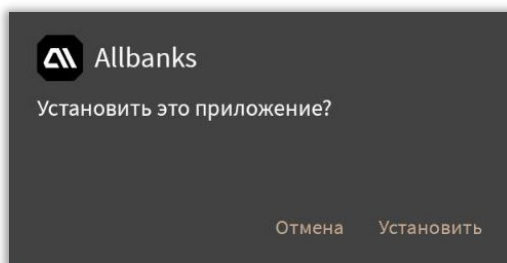 Allbanks
Установить это приложение?
Отмена Установить